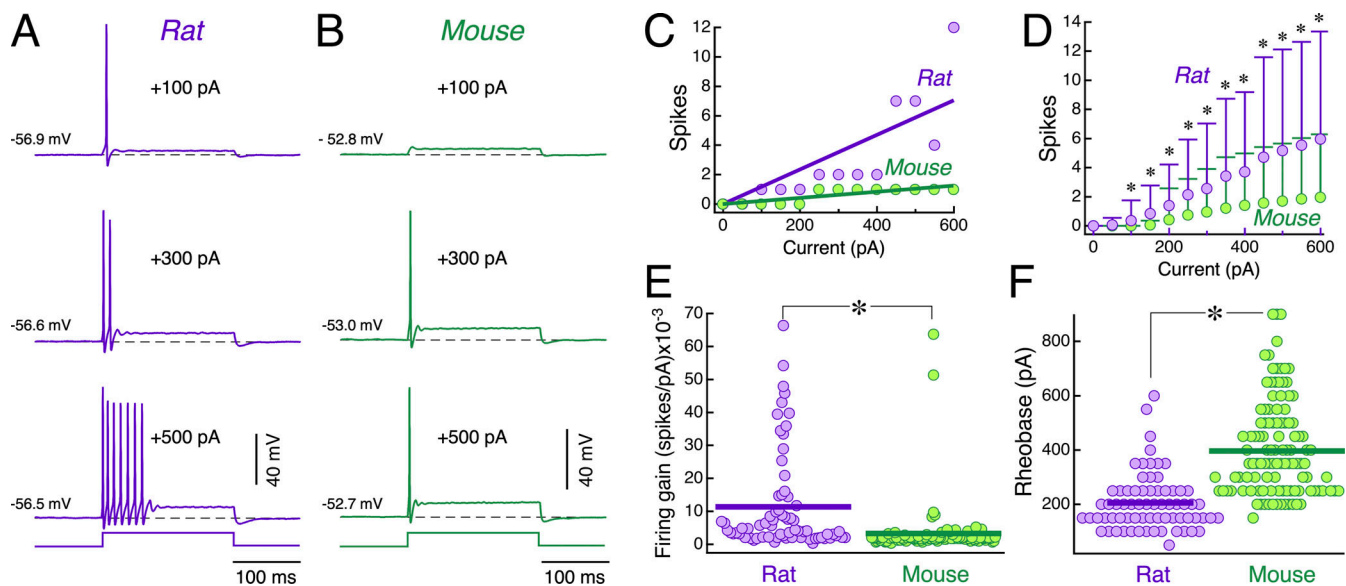 A
Rat
+100 pA
-56.9 mV
+300 pA
-56.6 mV
+500 pA
40 mV
-56.5 mV
100 ms
B
Mouse
+100 pA
- 52.8 mV
+300 pA
-53.0 mV
+500 pA
40 mV
-52.7 mV
100 ms
C
Spikes
12
10
8
6
4
2
0
Rat
Mouse
0
200
400
600
Current (pA)
D
Spikes
14
12
10
8
6
4
2
0
* * * * * * * * * * *
Rat
Mouse
0
200
400
600
Current (pA)
E
Firing gain (spikes/pA)x10-3
70
60
50
40
30
20
10
0
*
Rat
Mouse
F
Rheobase (pA)
800
600
400
200
*
Rat
Mouse